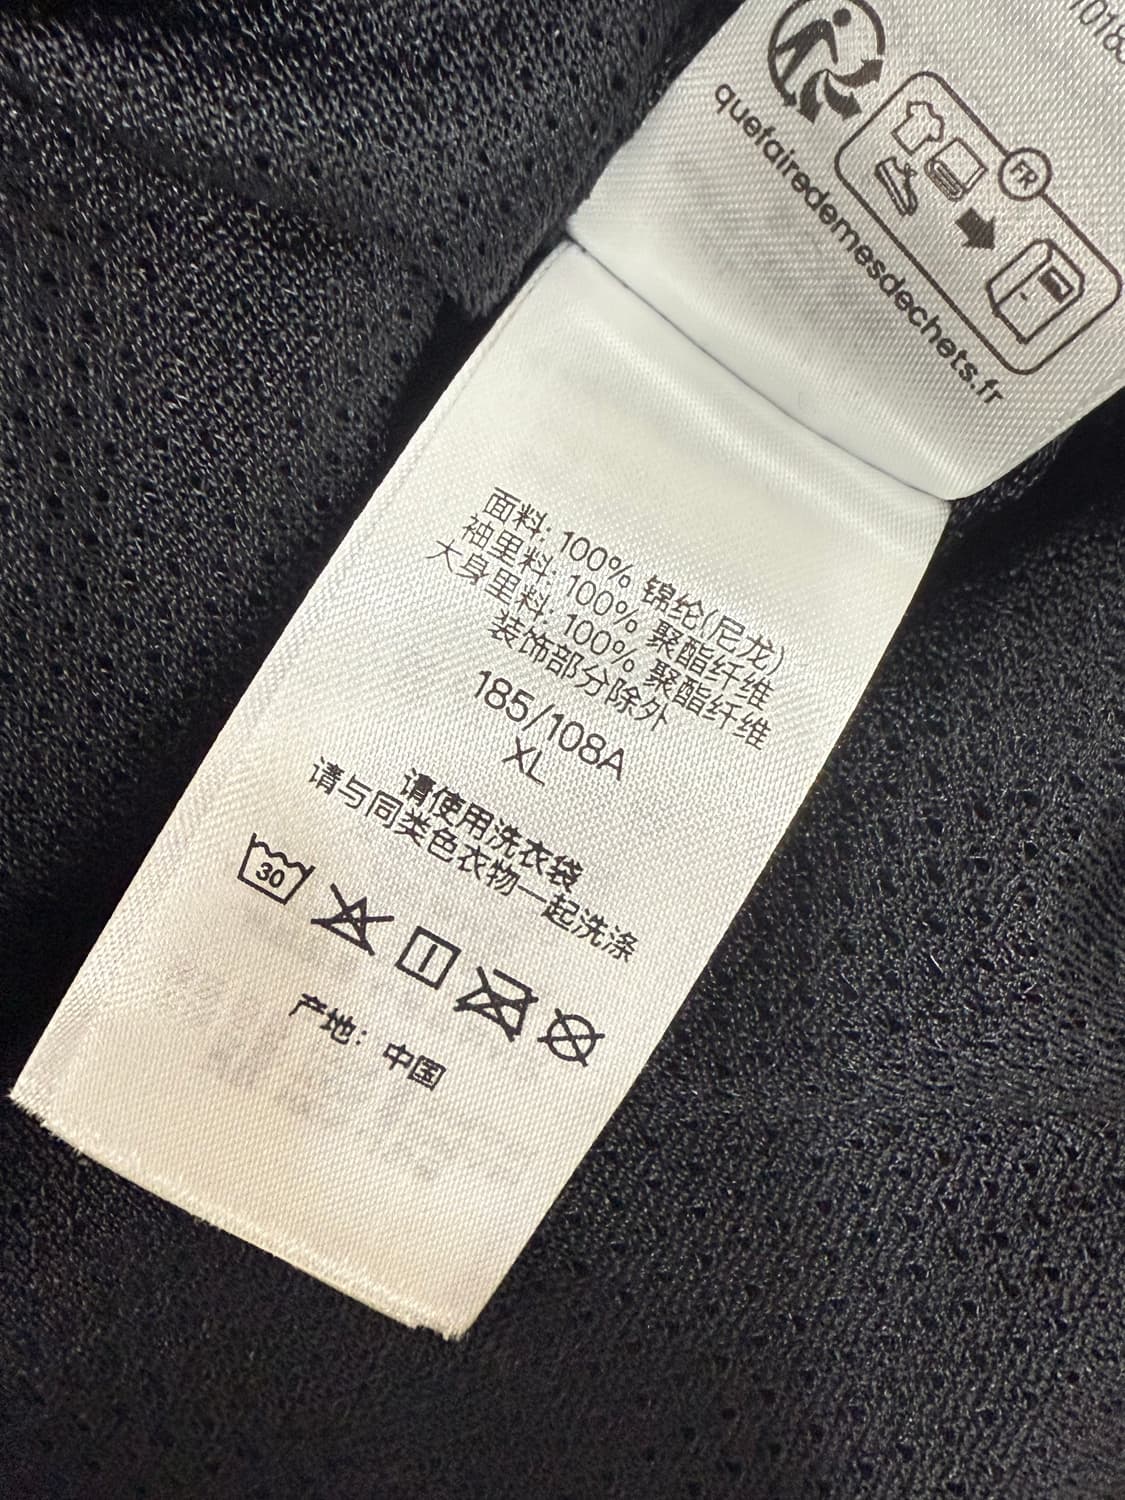 FR
quefairedemesdechets.fr
面料: 100% 锦纶(尼龙)
袖里料: 100% 聚酯纤维
大身里料: 100% 聚酯纤维
装饰部分除外
185/108A
XL
请使用洗衣袋
请与同类色衣物一起洗涤
30
产地: 中国